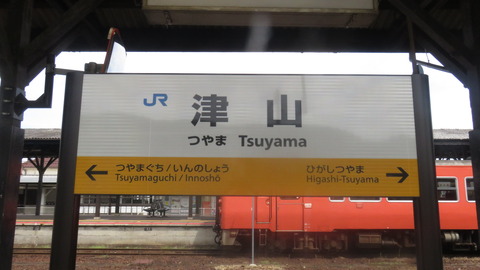 JR 津山
つやま Tsuyama
← つやまぐち/いんのしょう
Tsuyamaguchi / Innoshō
ひがしつやま →
Higashi-Tsuyama